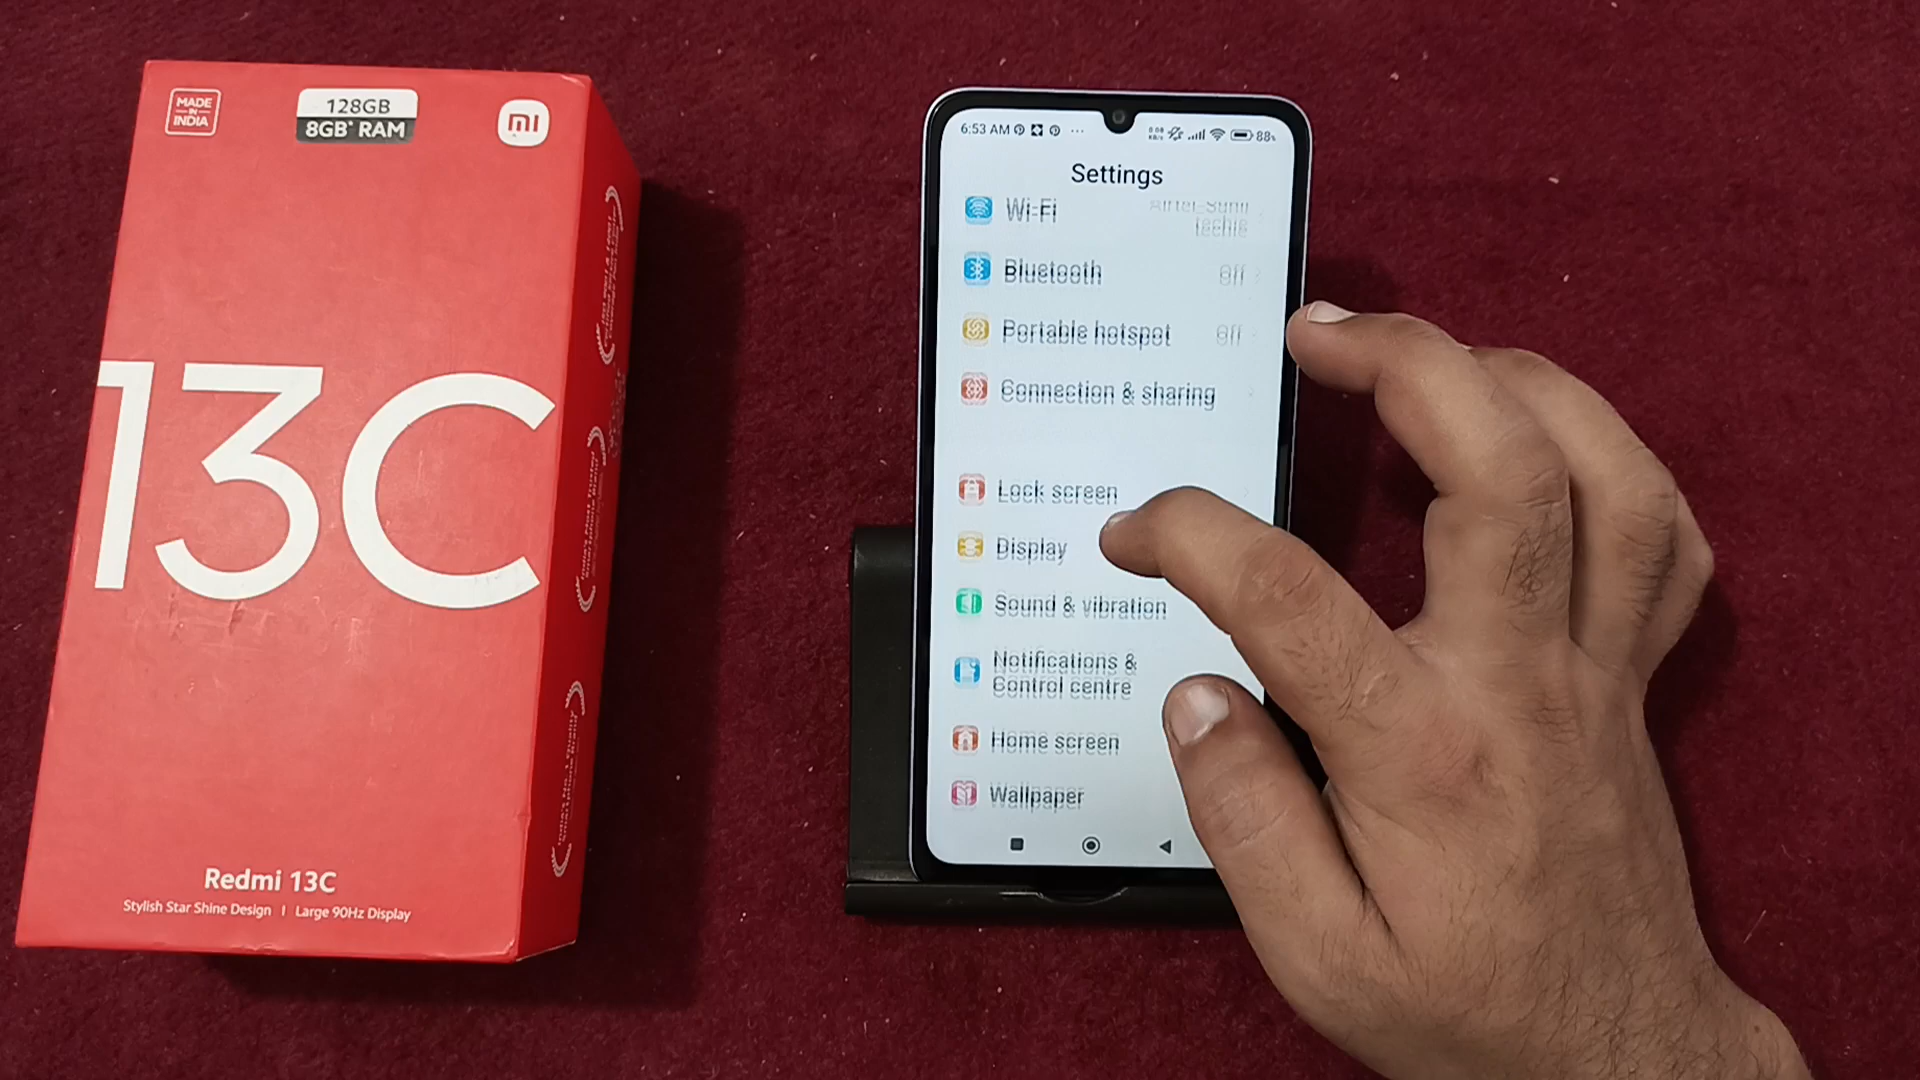 MADE
IN
INDIA
128GB
8GB* RAM
mi
13C
Redmi 13C
Stylish Star Shine Design | Large 90Hz Display
6:53 AM
88%
Settings
Wi-Fi
Airtel_Sunil
techie
Bluetooth
Off
Portable hotspot
Off
Connection & sharing
Lock screen
Display
Sound & vibration
Notifications &
Control centre
Home screen
Wallpaper